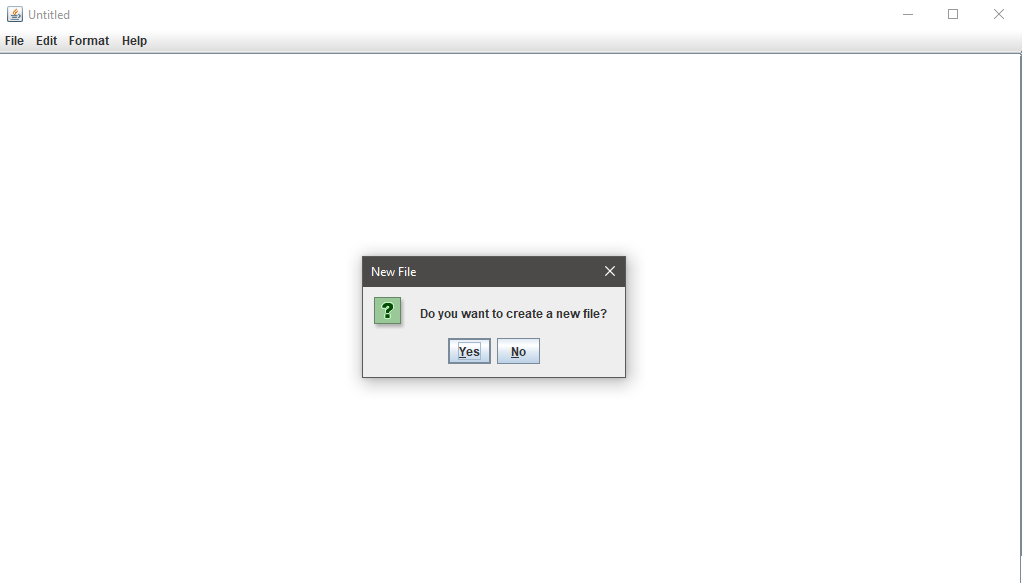 Untitled
File Edit Format Help
New File
? Do you want to create a new file?
Yes No